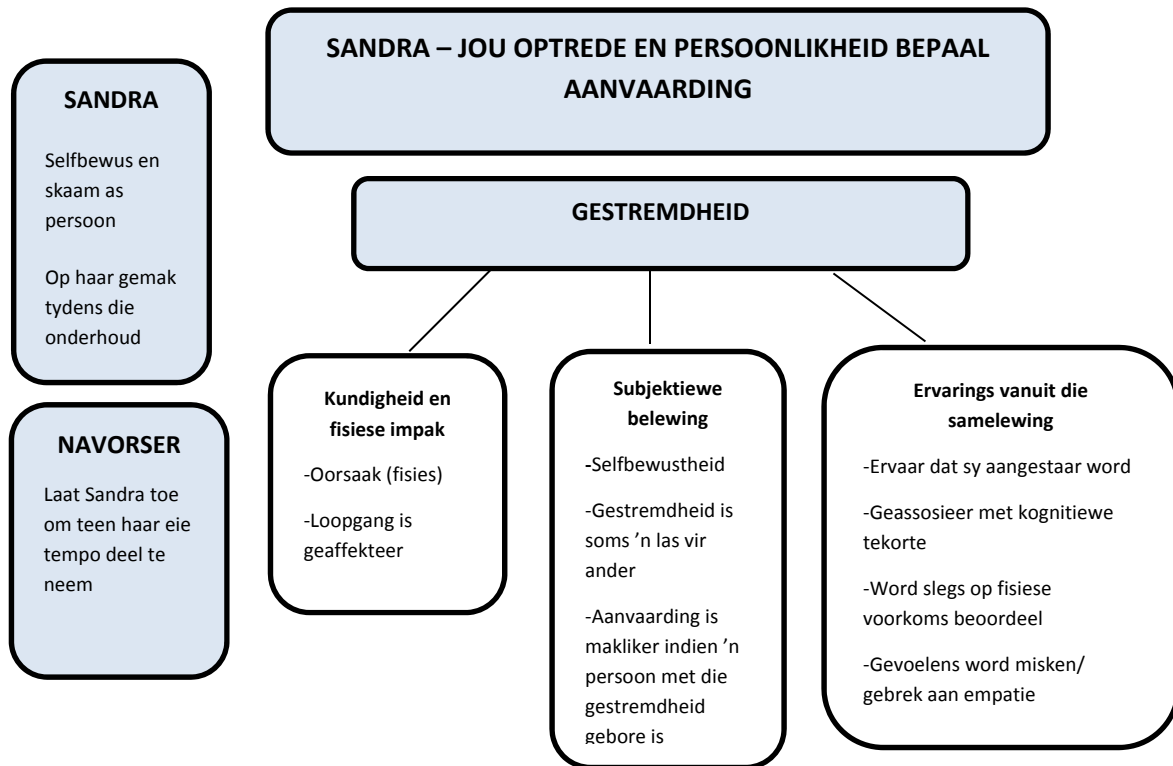 SANDRA – JOU OPTREDE EN PERSOONLIKHEID BEPAAL
AANVAARDING
SANDRA
Selfbewus en
skaam as
persoon
Op haar gemak
tydens die
onderhoud
NAVORSER
Laat Sandra toe
om teen haar eie
tempo deel te
neem
GESTREMDHEID
Kundigheid en
fisiese impak
-Oorsaak (fisies)
-Loopgang is
geaffekteer
Subjektiewe
belewing
-Selfbewustheid
-Gestremdheid is
soms ’n las vir
ander
-Aanvaarding is
makliker indien ’n
persoon met die
gestremdheid
gebore is
Ervarings vanuit die
samelewing
-Ervaar dat sy aangestaar word
-Geassosieer met kognitiewe
tekorte
-Word slegs op fisiese
voorkoms beoordeel
-Gevoelens word misken/
gebrek aan empatie